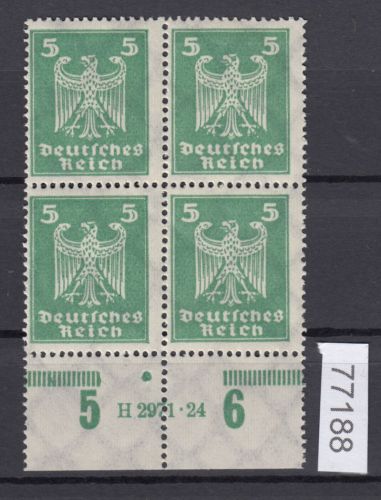 5 5 5 5
Deutsches Deutsches
Reich Reich
5 5 5 5
Deutsches Deutsches
Reich Reich
5 H 2971·24 6
77188